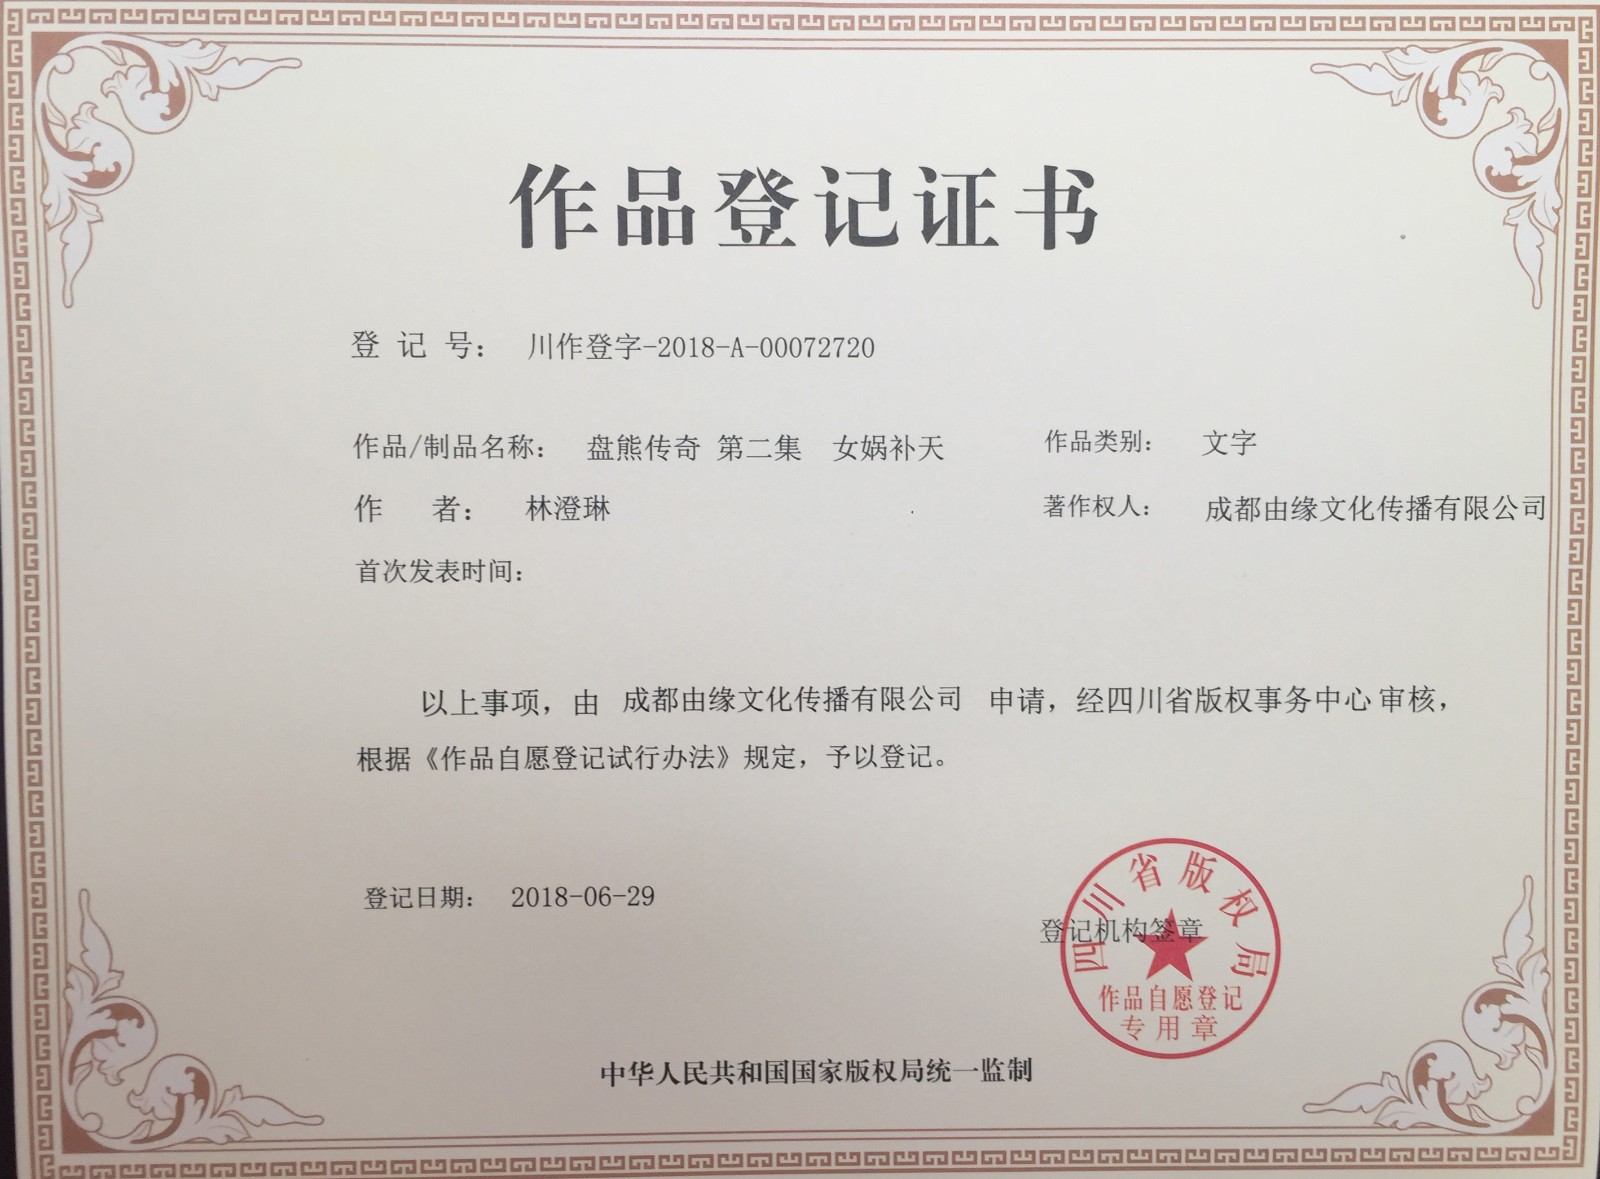 作品登记证书
登 记 号： 川作登字-2018-A-00072720
作品/制品名称： 盘熊传奇 第二集 女娲补天 作品类别： 文字
作 者： 林澄琳 著作权人： 成都由缘文化传播有限公司
首次发表时间：
以上事项，由 成都由缘文化传播有限公司 申请，经四川省版权事务中心审核，
根据《作品自愿登记试行办法》规定，予以登记。
登记日期： 2018-06-29
登记机构签章
四川省版权局
作品自愿登记
专用章
中华人民共和国国家版权局统一监制